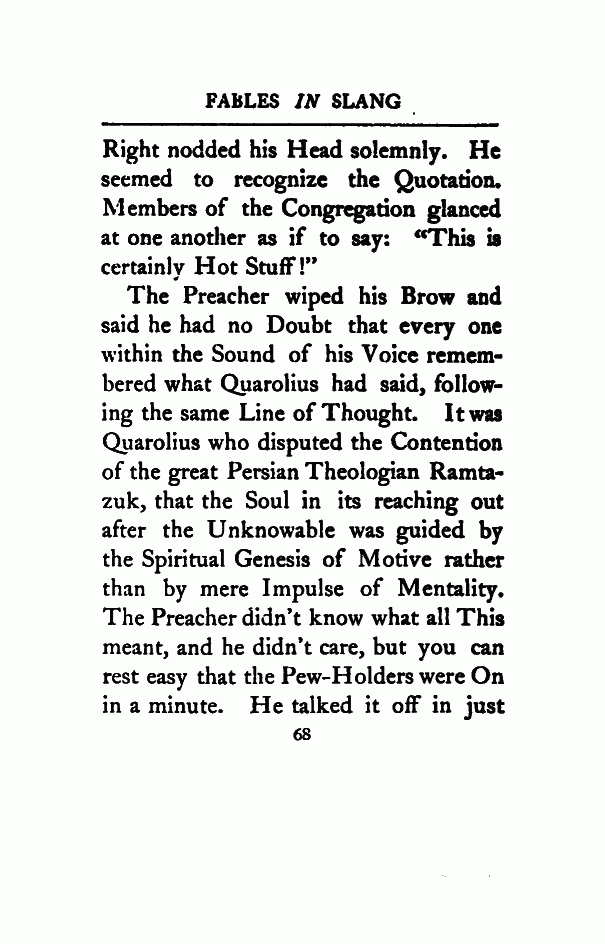 FABLES IN SLANG
Right nodded his Head solemnly. He
seemed to recognize the Quotation.
Members of the Congregation glanced
at one another as if to say: “This is
certainly Hot Stuff!”
The Preacher wiped his Brow and
said he had no Doubt that every one
within the Sound of his Voice remem-
bered what Quarolius had said, follow-
ing the same Line of Thought. It was
Quarolius who disputed the Contention
of the great Persian Theologian Ramta-
zuk, that the Soul in its reaching out
after the Unknowable was guided by
the Spiritual Genesis of Motive rather
than by mere Impulse of Mentality.
The Preacher didn’t know what all This
meant, and he didn’t care, but you can
rest easy that the Pew-Holders were On
in a minute. He talked it off in just
68